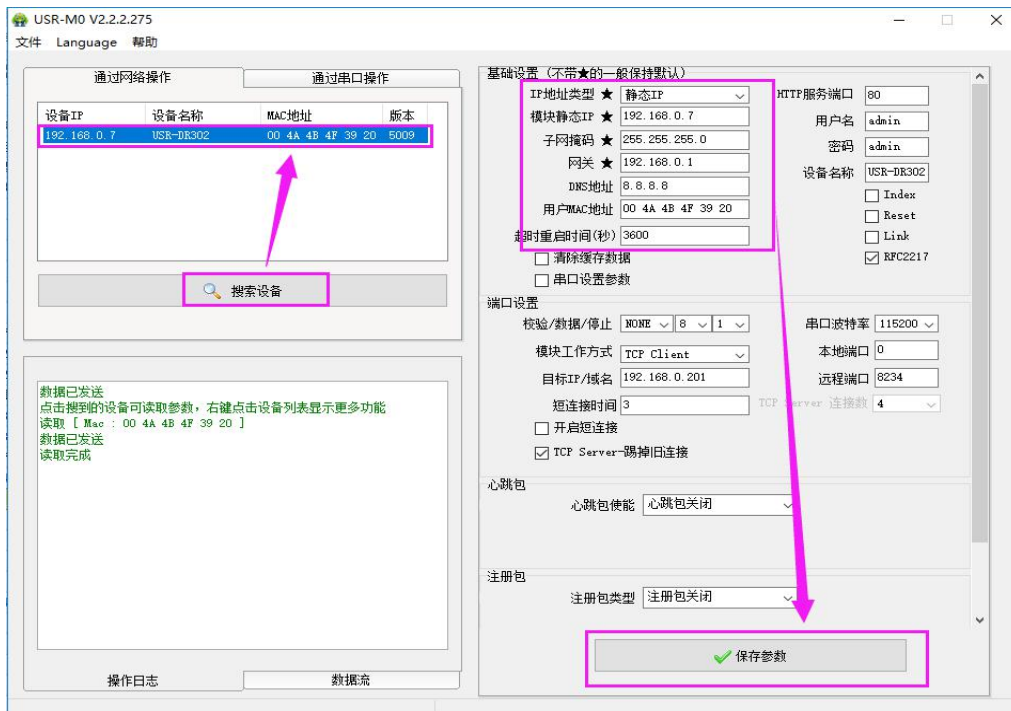 USR-M0 V2.2.2.275
文件 Language 帮助
通过网络操作 通过串口操作
设备IP 设备名称 MAC地址 版本
192.168.0.7 USR-DR302 00 4A 4B 4F 39 20 5009
搜索设备
数据已发送
点击搜到的设备可读取参数，右键点击设备列表显示更多功能
读取 [ Mac : 00 4A 4B 4F 39 20 ]
数据已发送
读取完成
操作日志 数据流
基础设置 (不带★的一般保持默认)
IP地址类型 ★ 静态IP
模块静态IP ★ 192.168.0.7
子网掩码 ★ 255.255.255.0
网关 ★ 192.168.0.1
DNS地址 8.8.8.8
用户MAC地址 00 4A 4B 4F 39 20
超时重启时间(秒) 3600
清除缓存数据
串口设置参数
HTTP服务端口 80
用户名 admin
密码 admin
设备名称 USR-DR302
Index
Reset
Link
RFC2217
端口设置
校验/数据/停止 NONE 8 1
串口波特率 115200
模块工作方式 TCP Client
本地端口 0
目标IP/域名 192.168.0.201
远程端口 8234
短连接时间 3
TCP Server 连接数 4
开启短连接
TCP Server-踢掉旧连接
心跳包
心跳包使能 心跳包关闭
注册包
注册包类型 注册包关闭
保存参数